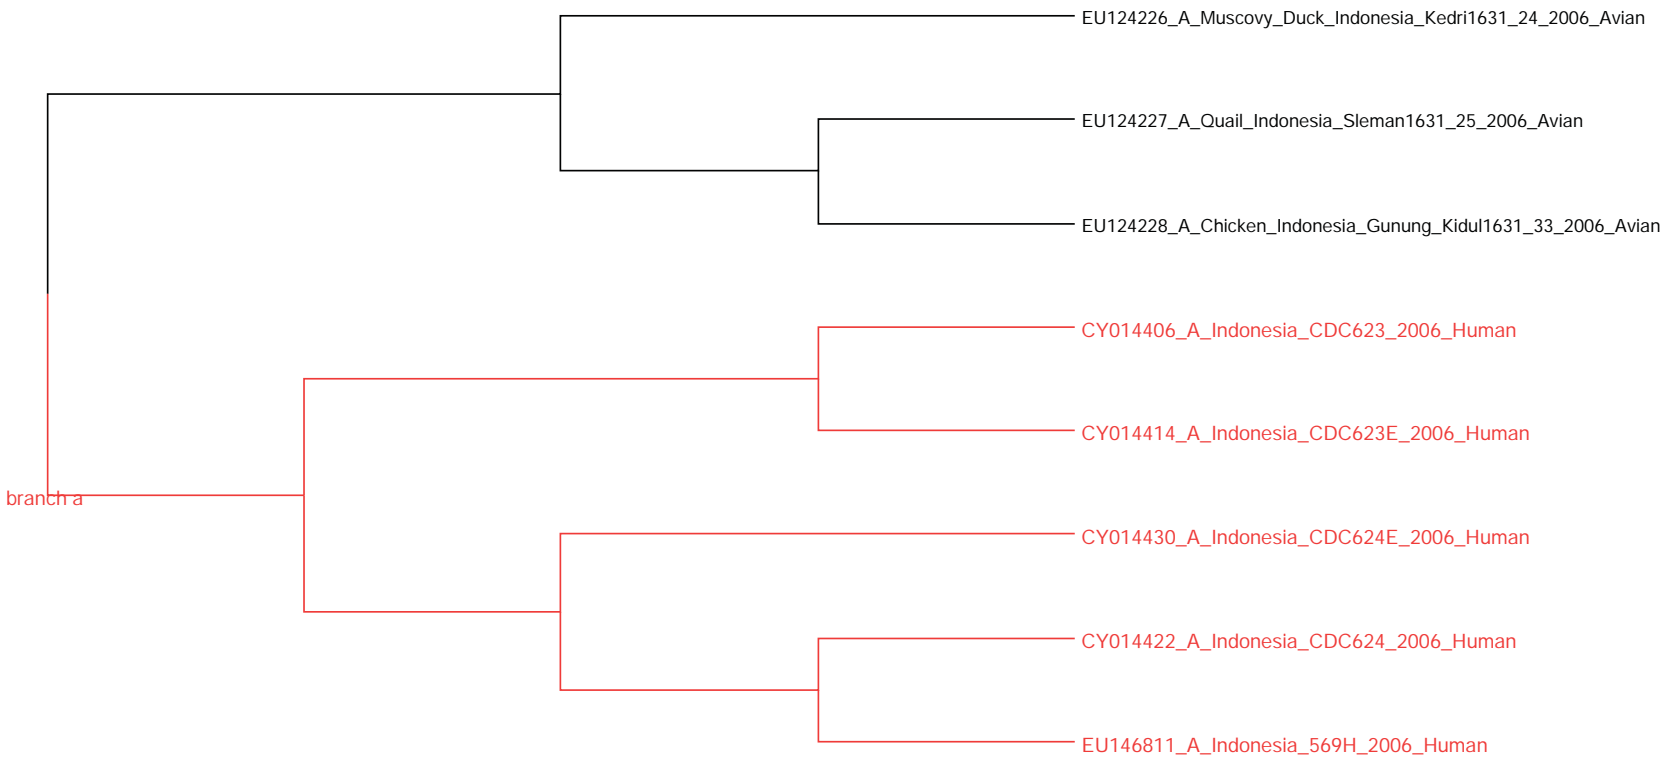 EU124226_A_Muscovy_Duck_Indonesia_Kedri1631_24_2006_Avian
EU124227_A_Quail_Indonesia_Sleman1631_25_2006_Avian
EU124228_A_Chicken_Indonesia_Gunung_Kidul1631_33_2006_Avian
CY014406_A_Indonesia_CDC623_2006_Human
CY014414_A_Indonesia_CDC623E_2006_Human
branch a
CY014430_A_Indonesia_CDC624E_2006_Human
CY014422_A_Indonesia_CDC624_2006_Human
EU146811_A_Indonesia_569H_2006_Human